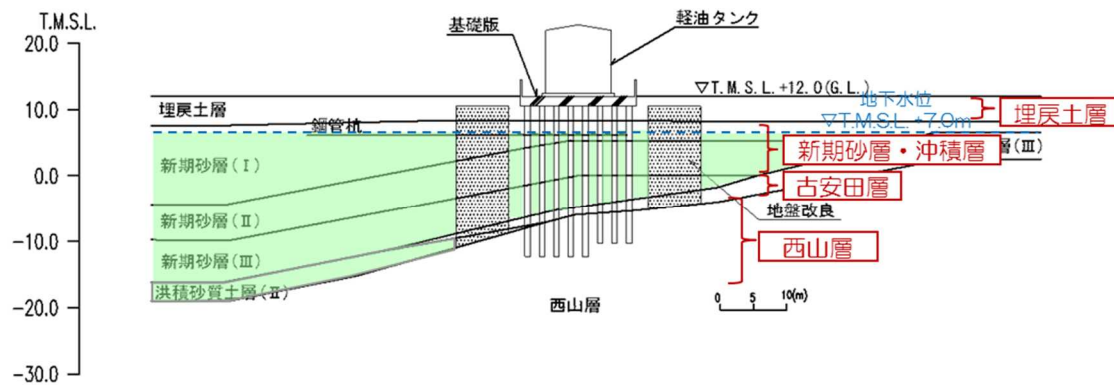 T.M.S.L.
20.0
10.0
0.0
-10.0
-20.0
-30.0
基礎版
軽油タンク
▽T.M.S.L.+12.0(G.L.)
地下水位
▽T.M.S.L. +7.0m
埋戻土層
埋戻土層
鋼管杭
新期砂層(Ⅰ)
新期砂層・沖積層
層(Ⅲ)
古安田層
新期砂層(Ⅱ)
地盤改良
西山層
新期砂層(Ⅲ)
洪積砂質土層(Ⅱ)
西山層
0 5 10(m)